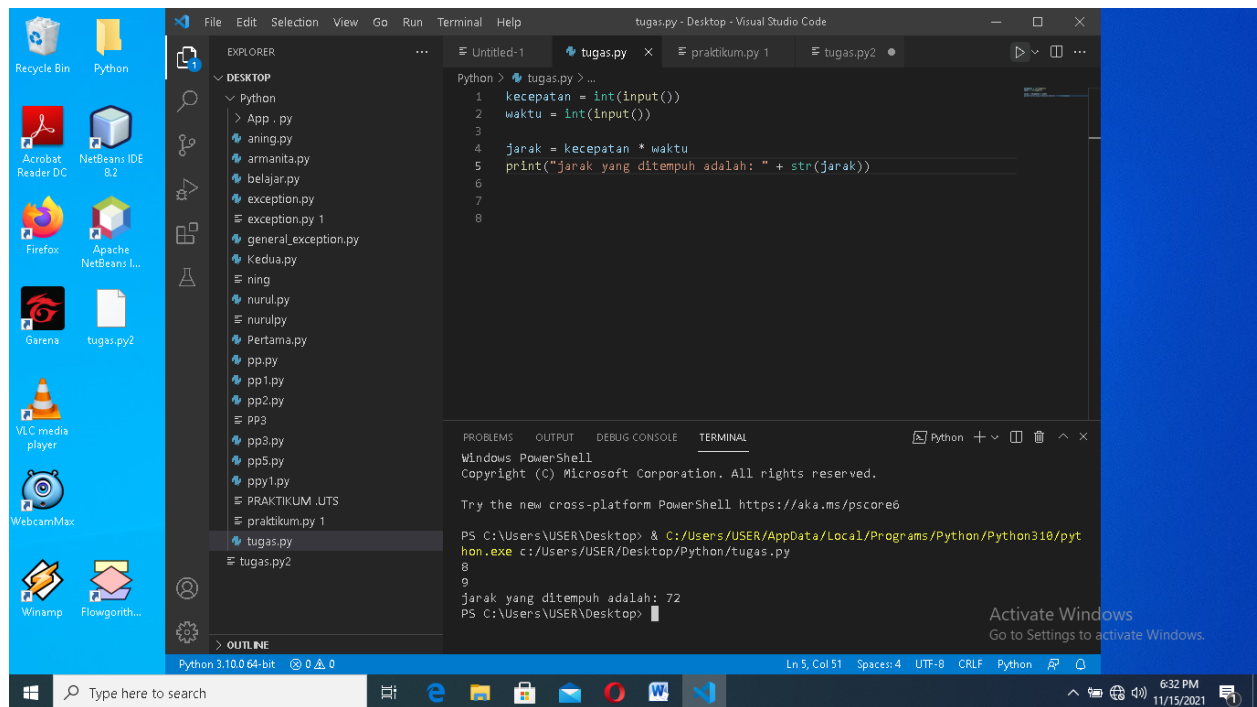 File Edit Selection View Go Run Terminal Help
tugas.py - Desktop - Visual Studio Code
Recycle Bin
Python
Acrobat Reader DC
NetBeans IDE 8.2
Firefox
Apache NetBeans I...
Garena
tugas.py2
VLC media player
WebcamMax
Winamp
Flowgorith...
1
EXPLORER ...
DESKTOP
Python
App . py
aning.py
armanita.py
belajar.py
exception.py
exception.py 1
general_exception.py
Kedua.py
ning
nurul.py
nurulpy
Pertama.py
pp.py
pp1.py
pp2.py
PP3
pp3.py
pp5.py
ppy1.py
PRAKTIKUM .UTS
praktikum.py 1
tugas.py
tugas.py2
OUTLINE
Untitled-1 tugas.py praktikum.py 1 tugas.py2
Python > tugas.py > ...
1 kecepatan = int(input())
2 waktu = int(input())
3
4 jarak = kecepatan * waktu
5 print("jarak yang ditempuh adalah: " + str(jarak))
6
7
8
PROBLEMS OUTPUT DEBUG CONSOLE TERMINAL
Python
Windows PowerShell
Copyright (C) Microsoft Corporation. All rights reserved.
Try the new cross-platform PowerShell https://aka.ms/pscore6
PS C:\Users\USER\Desktop> & C:/Users/USER/AppData/Local/Programs/Python/Python310/pyt
hon.exe c:/Users/USER/Desktop/Python/tugas.py
8
9
jarak yang ditempuh adalah: 72
PS C:\Users\USER\Desktop>
Activate Windows
Go to Settings to activate Windows.
Python 3.10.0 64-bit 0 0
Ln 5, Col 51 Spaces: 4 UTF-8 CRLF Python
Type here to search
6:32 PM
11/15/2021
1